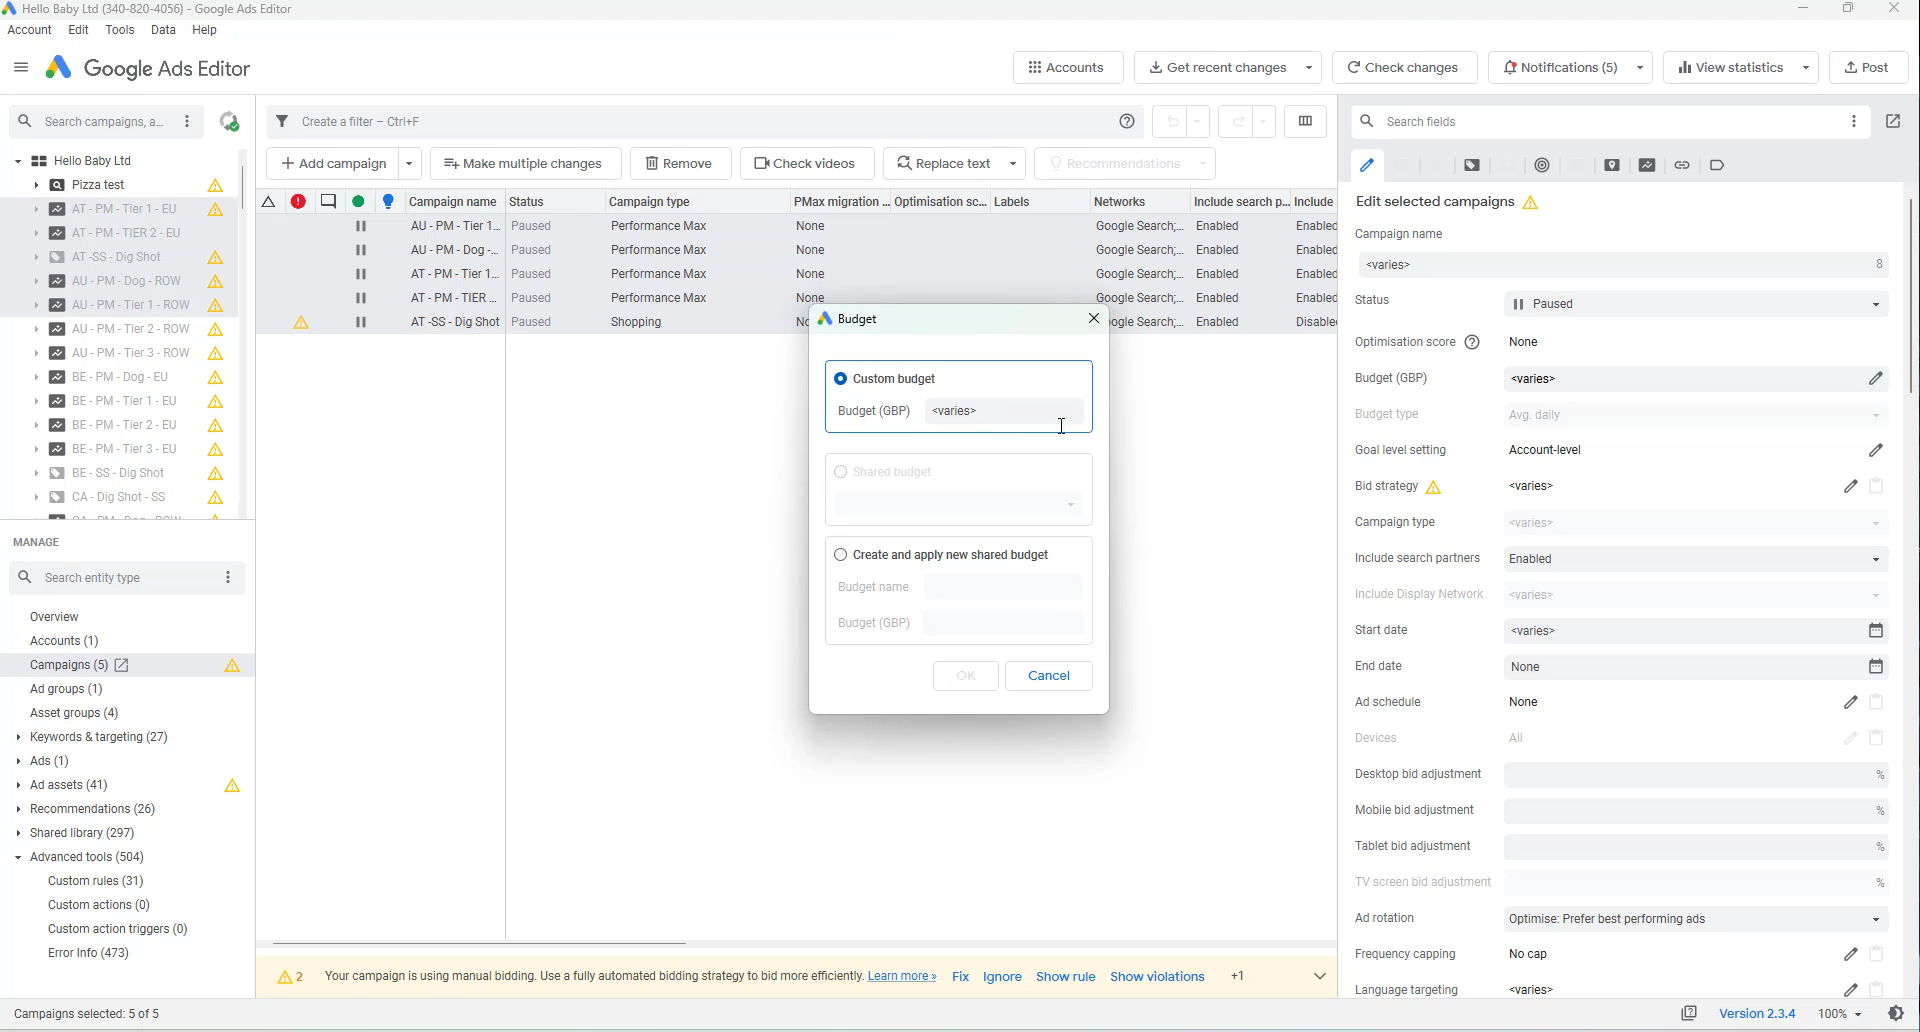 Hello Baby Ltd (340-820-4056) - Google Ads Editor
Account Edit Tools Data Help
Google Ads Editor
Accounts Get recent changes Check changes Notifications (5) View statistics Post
Search campaigns, a...
Create a filter – Ctrl+F
Search fields
+ Add campaign Make multiple changes Remove Check videos Replace text Recommendations
Hello Baby Ltd
Pizza test
AT - PM - Tier 1 - EU
AT - PM - TIER 2 - EU
AT -SS - Dig Shot
AU - PM - Dog - ROW
AU - PM - Tier 1 - ROW
AU - PM - Tier 2 - ROW
AU - PM - Tier 3 - ROW
BE - PM - Dog - EU
BE - PM - Tier 1 - EU
BE - PM - Tier 2 - EU
BE - PM - Tier 3 - EU
BE - SS - Dig Shot
CA - Dig Shot - SS
MANAGE
Search entity type
Overview
Accounts (1)
Campaigns (5)
Ad groups (1)
Asset groups (4)
Keywords & targeting (27)
Ads (1)
Ad assets (41)
Recommendations (26)
Shared library (297)
Advanced tools (504)
Custom rules (31)
Custom actions (0)
Custom action triggers (0)
Error Info (473)
Campaign name Status Campaign type PMax migration ... Optimisation sc... Labels Networks Include search p... Include
AU - PM - Tier 1... Paused Performance Max None Google Search;... Enabled Enabled
AU - PM - Dog -... Paused Performance Max None Google Search;... Enabled Enabled
AT - PM - Tier 1... Paused Performance Max None Google Search;... Enabled Enabled
AT - PM - TIER ... Paused Performance Max None Google Search;... Enabled Enabled
AT -SS - Dig Shot Paused Shopping Enabled Disable
Budget
Custom budget
Budget (GBP) <varies>
Shared budget
Create and apply new shared budget
Budget name
Budget (GBP)
OK Cancel
2 Your campaign is using manual bidding. Use a fully automated bidding strategy to bid more efficiently. Learn more» Fix Ignore Show rule Show violations +1
Edit selected campaigns
Campaign name
<varies> 8
Status Paused
Optimisation score None
Budget (GBP) <varies>
Budget type Avg. daily
Goal level setting Account-level
Bid strategy <varies>
Campaign type <varies>
Include search partners Enabled
Include Display Network <varies>
Start date <varies>
End date None
Ad schedule None
Devices All
Desktop bid adjustment %
Mobile bid adjustment %
Tablet bid adjustment %
TV screen bid adjustment %
Ad rotation Optimise: Prefer best performing ads
Frequency capping No cap
Language targeting <varies>
Campaigns selected: 5 of 5
Version 2.3.4 100%